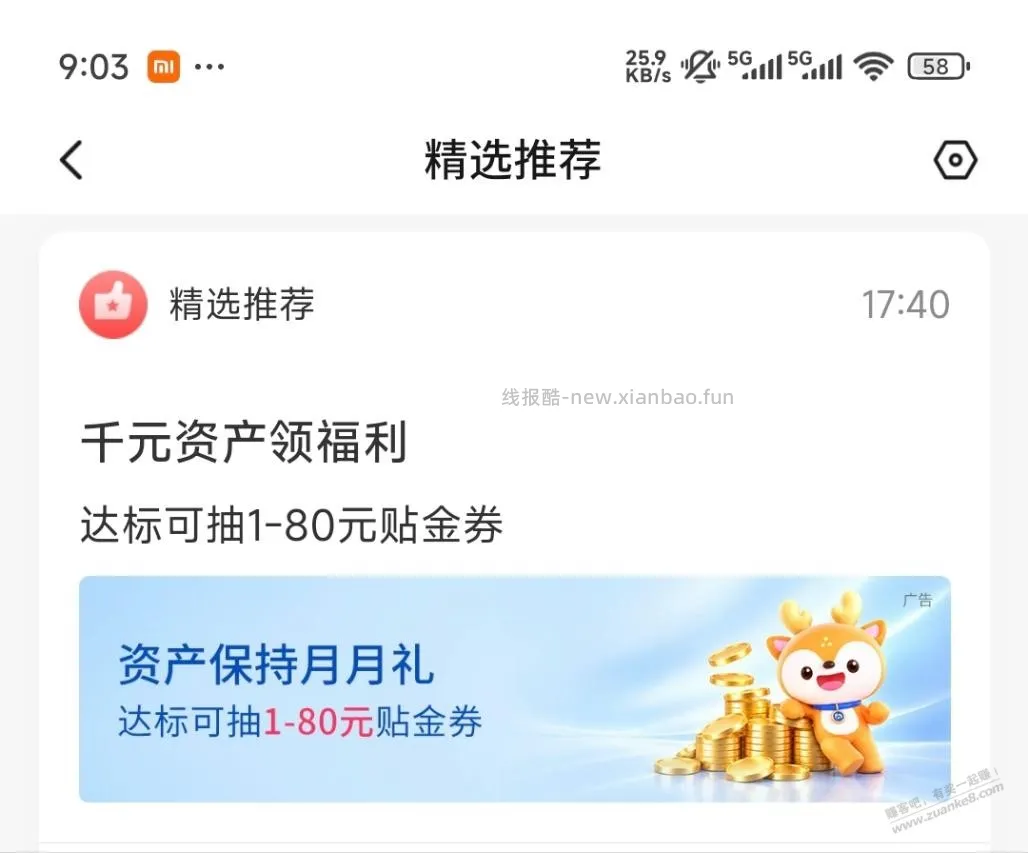 9:03 mi ... 25.9 KB/s 5G 5G 58
精选推荐
精选推荐 17:40
线报酷-new.xianbao.fun
千元资产领福利
达标可抽1-80元贴金券
广告
资产保持月月礼
达标可抽1-80元贴金券
赚客吧,有奖一起赚!
www.zuanke8.com